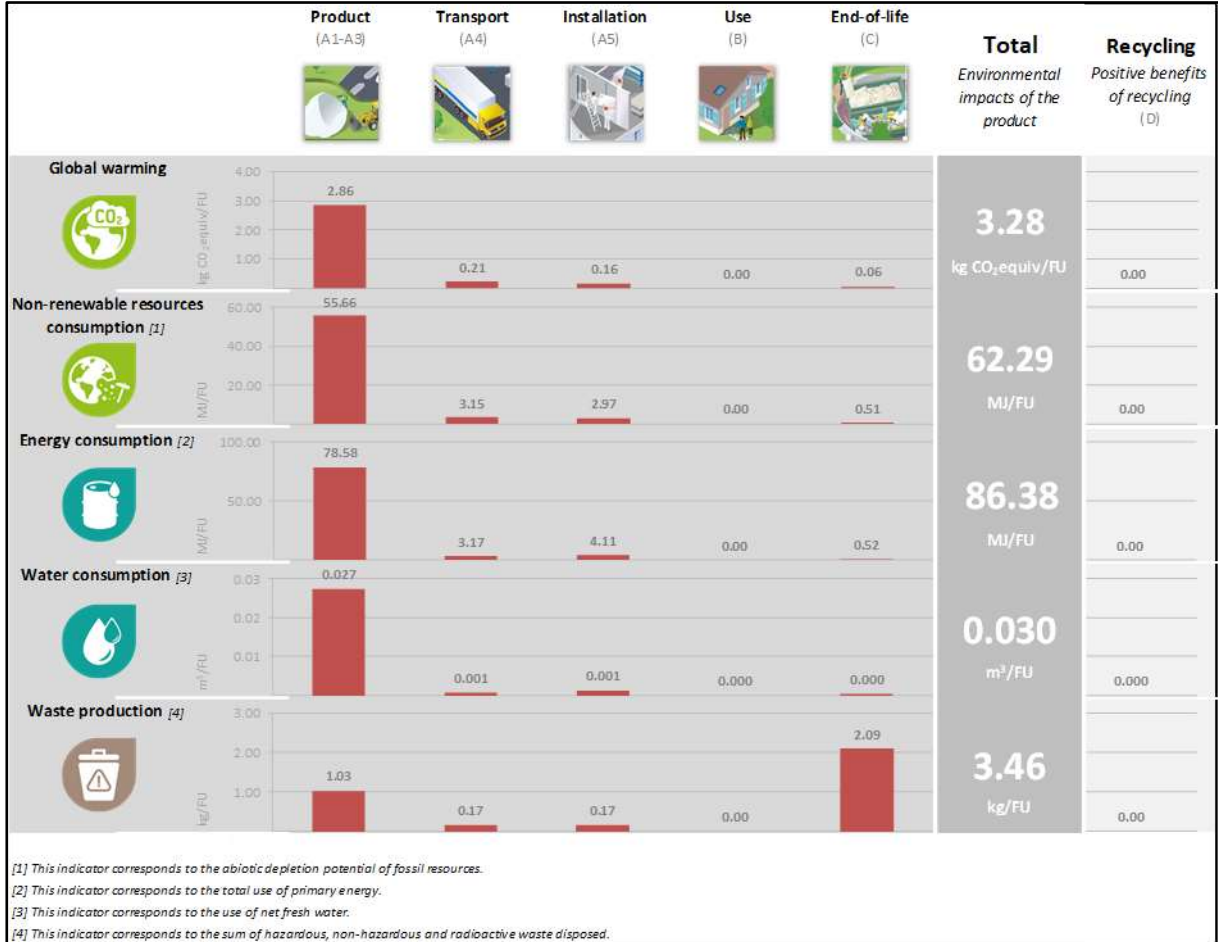 Product
(A1-A3)
Transport
(A4)
Installation
(A5)
Use
(B)
End-of-life
(C)
Total
Environmental
impacts of the
product
Recycling
Positive benefits
of recycling
(D)
Global warming
CO₂
kg CO₂equiv/FU
4.00
3.00
2.00
1.00
2.86
0.21
0.16
0.00
0.06
3.28
kg CO₂equiv/FU
0.00
Non-renewable resources
consumption [1]
MJ/FU
60.00
40.00
20.00
55.66
3.15
2.97
0.00
0.51
62.29
MJ/FU
0.00
Energy consumption [2]
MJ/FU
100.00
50.00
78.58
3.17
4.11
0.00
0.52
86.38
MJ/FU
0.00
Water consumption [3]
m³/FU
0.03
0.02
0.01
0.027
0.001
0.001
0.000
0.000
0.030
m³/FU
0.000
Waste production [4]
kg/FU
3.00
2.00
1.00
1.03
0.17
0.17
0.00
2.09
3.46
kg/FU
0.00
[1] This indicator corresponds to the abiotic depletion potential of fossil resources.
[2] This indicator corresponds to the total use of primary energy.
[3] This indicator corresponds to the use of net fresh water.
[4] This indicator corresponds to the sum of hazardous, non-hazardous and radioactive waste disposed.